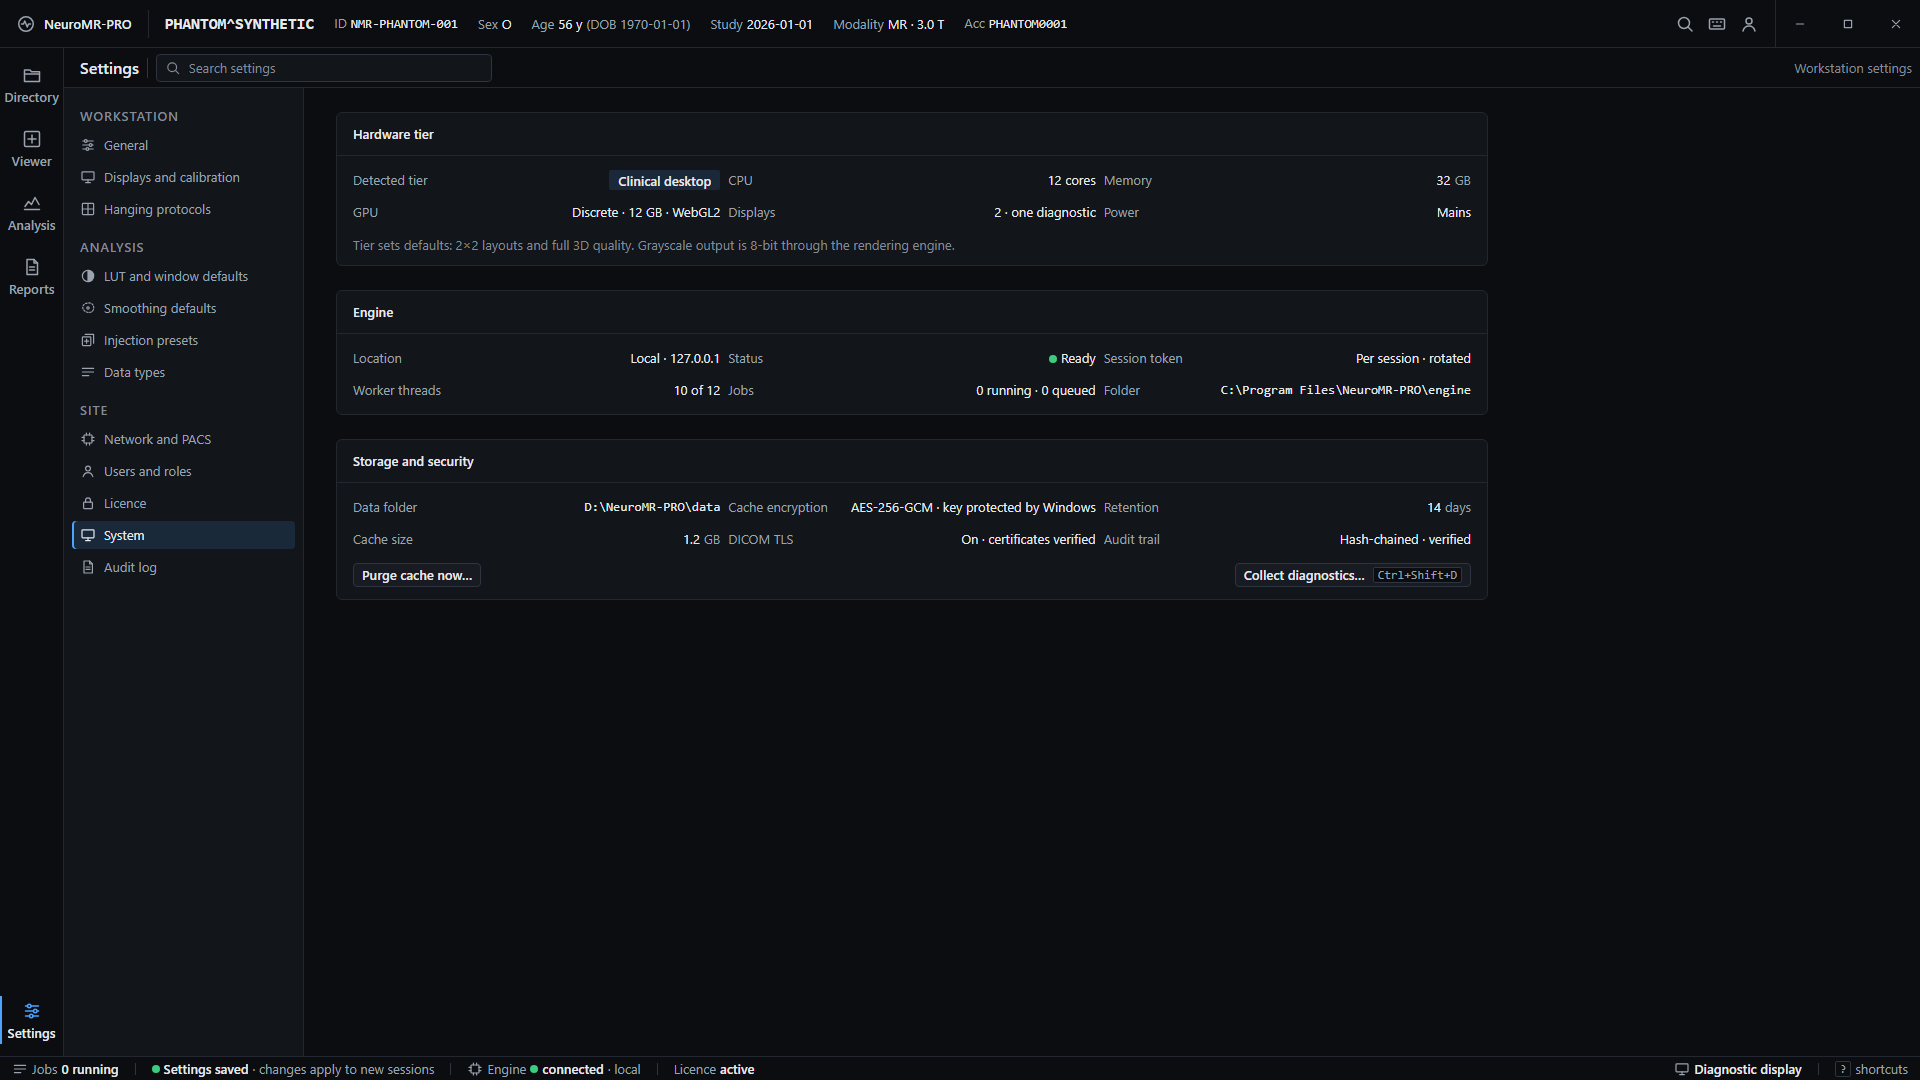 NeuroMR-PRO PHANTOM^SYNTHETIC ID NMR-PHANTOM-001 Sex O Age 56 y (DOB 1970-01-01) Study 2026-01-01 Modality MR · 3.0 T Acc PHANTOM0001
Directory
Viewer
Analysis
Reports
Settings
Settings Search settings Workstation settings
WORKSTATION
General
Displays and calibration
Hanging protocols
ANALYSIS
LUT and window defaults
Smoothing defaults
Injection presets
Data types
SITE
Network and PACS
Users and roles
Licence
System
Audit log
Hardware tier
Detected tier Clinical desktop CPU 12 cores Memory 32 GB
GPU Discrete · 12 GB · WebGL2 Displays 2 · one diagnostic Power Mains
Tier sets defaults: 2×2 layouts and full 3D quality. Grayscale output is 8-bit through the rendering engine.
Engine
Location Local · 127.0.0.1 Status Ready Session token Per session · rotated
Worker threads 10 of 12 Jobs 0 running · 0 queued Folder C:\Program Files\NeuroMR-PRO\engine
Storage and security
Data folder D:\NeuroMR-PRO\data Cache encryption AES-256-GCM · key protected by Windows Retention 14 days
Cache size 1.2 GB DICOM TLS On · certificates verified Audit trail Hash-chained · verified
Purge cache now... Collect diagnostics... Ctrl+Shift+D
Jobs 0 running Settings saved · changes apply to new sessions Engine connected · local Licence active Diagnostic display ? shortcuts